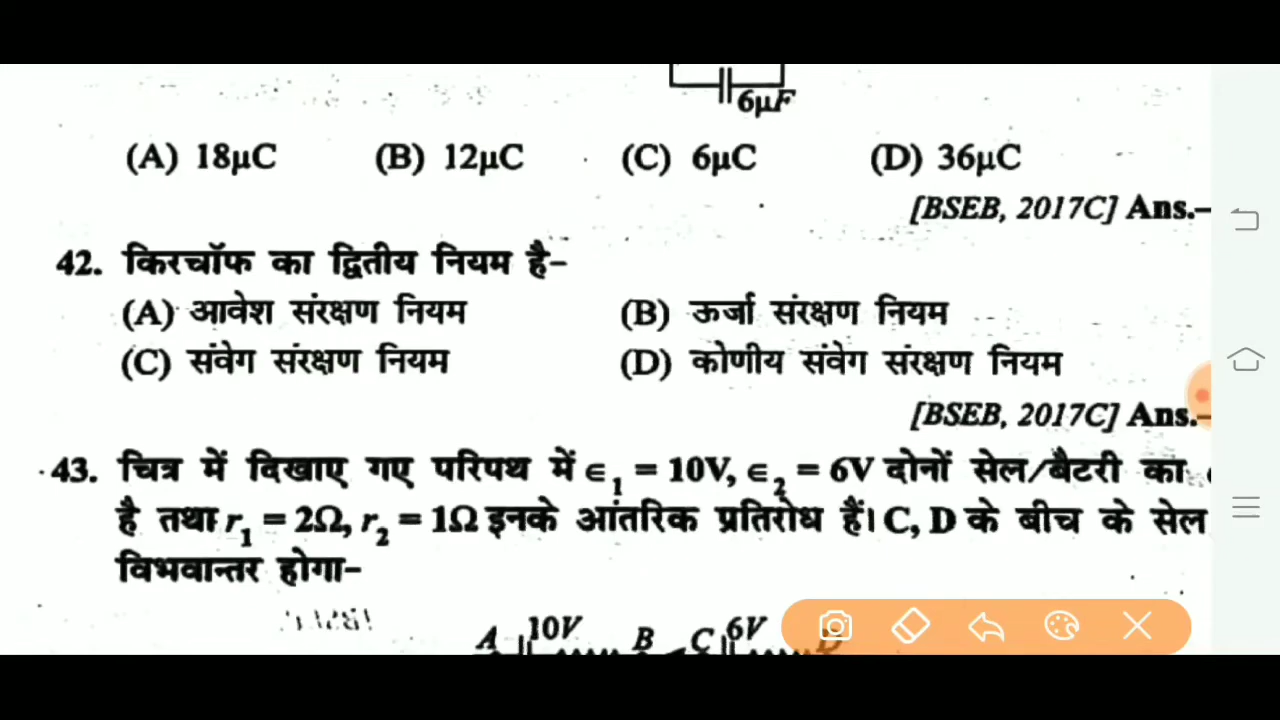 6μF
(A) 18μC (B) 12μC (C) 6μC (D) 36μC
[BSEB, 2017C] Ans.–
42. किरचॉफ का द्वितीय नियम है–
(A) आवेश संरक्षण नियम (B) ऊर्जा संरक्षण नियम
(C) संवेग संरक्षण नियम (D) कोणीय संवेग संरक्षण नियम
[BSEB, 2017C] Ans.–
43. चित्र में दिखाए गए परिपथ में ∈₁ = 10V, ∈₂ = 6V दोनों सेल/बैटरी का
है तथा r₁ = 2Ω, r₂ = 1Ω इनके आंतरिक प्रतिरोध हैं। C, D के बीच के सेल
विभवान्तर होगा–
A 10V B C 6V D